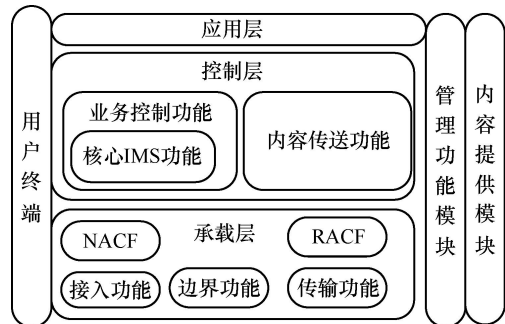 用户终端
应用层
控制层
业务控制功能
核心IMS功能
内容传送功能
承载层
NACF
RACF
接入功能
边界功能
传输功能
管理功能模块
内容提供模块